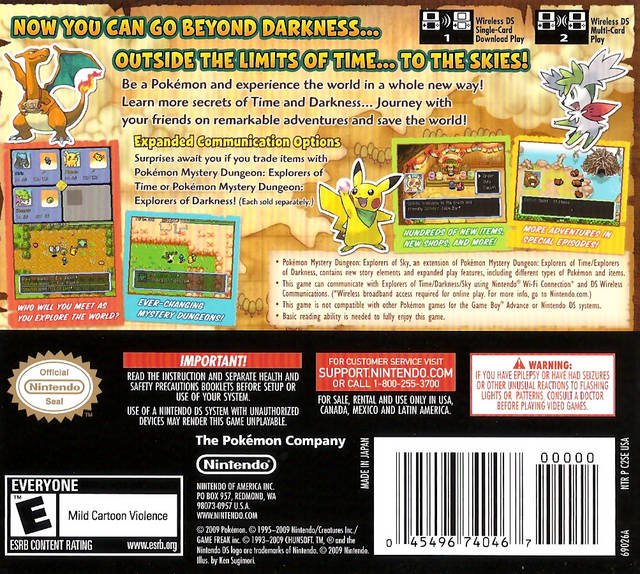 NOW YOU CAN GO BEYOND DARKNESS...
OUTSIDE THE LIMITS OF TIME... TO THE SKIES!
1
Wireless DS
Single-Card
Download Play
2
Wireless DS
Multi-Card
Play
Be a Pokémon and experience the world in a whole new way!
Learn more secrets of Time and Darkness... Journey with
your friends on remarkable adventures and save the world!
Expanded Communication Options
Surprises await you if you trade items with
Pokémon Mystery Dungeon: Explorers of
Time or Pokémon Mystery Dungeon:
Explorers of Darkness! (Each sold separately.)
WHO WILL YOU MEET AS
YOU EXPLORE THE WORLD?
EVER-CHANGING
MYSTERY DUNGEONS!
HUNDREDS OF NEW ITEMS,
NEW SHOPS, AND MORE!
MORE ADVENTURES IN
SPECIAL EPISODES!
• Pokémon Mystery Dungeon: Explorers of Sky, an extension of Pokémon Mystery Dungeon: Explorers of Time/Explorers
of Darkness, contains new story elements and expanded play features, including different types of Pokémon and items.
• This game can communicate with Explorers of Time/Darkness/Sky using Nintendo® Wi-Fi Connection* and DS Wireless
Communications. (*Wireless broadband access required for online play. For more info, go to Nintendo.com.)
• This game is not compatible with other Pokémon games for the Game Boy® Advance or Nintendo DS systems.
• Basic reading ability is needed to fully enjoy this game.
Official
Nintendo
Seal
TM
IMPORTANT!
READ THE INSTRUCTION AND SEPARATE HEALTH AND
SAFETY PRECAUTIONS BOOKLETS BEFORE SETUP OR
USE OF YOUR SYSTEM.
USE OF A NINTENDO DS SYSTEM WITH UNAUTHORIZED
DEVICES MAY RENDER THIS GAME UNPLAYABLE.
FOR CUSTOMER SERVICE VISIT
SUPPORT.NINTENDO.COM
OR CALL 1-800-255-3700
FOR SALE, RENTAL AND USE ONLY IN USA,
CANADA, MEXICO AND LATIN AMERICA.
WARNING:
IF YOU HAVE EPILEPSY OR HAVE HAD SEIZURES
OR OTHER UNUSUAL REACTIONS TO FLASHING
LIGHTS OR PATTERNS, CONSULT A DOCTOR
BEFORE PLAYING VIDEO GAMES.
The Pokémon Company
Nintendo®
NINTENDO OF AMERICA INC.
PO BOX 957, REDMOND, WA
98073-0957 U.S.A.
WWW.NINTENDO.COM
© 2009 Pokémon. © 1995-2009 Nintendo/Creatures Inc./
GAME FREAK inc. © 1993-2009 CHUNSOFT. TM, ® and the
Nintendo DS logo are trademarks of Nintendo. © 2009 Nintendo.
Illus. by Ken Sugimori.
EVERYONE
TM
E
Mild Cartoon Violence
ESRB CONTENT RATING
www.esrb.org
MADE IN JAPAN
00000
0 45496 74046 7
69026A
NTR P C2SE USA